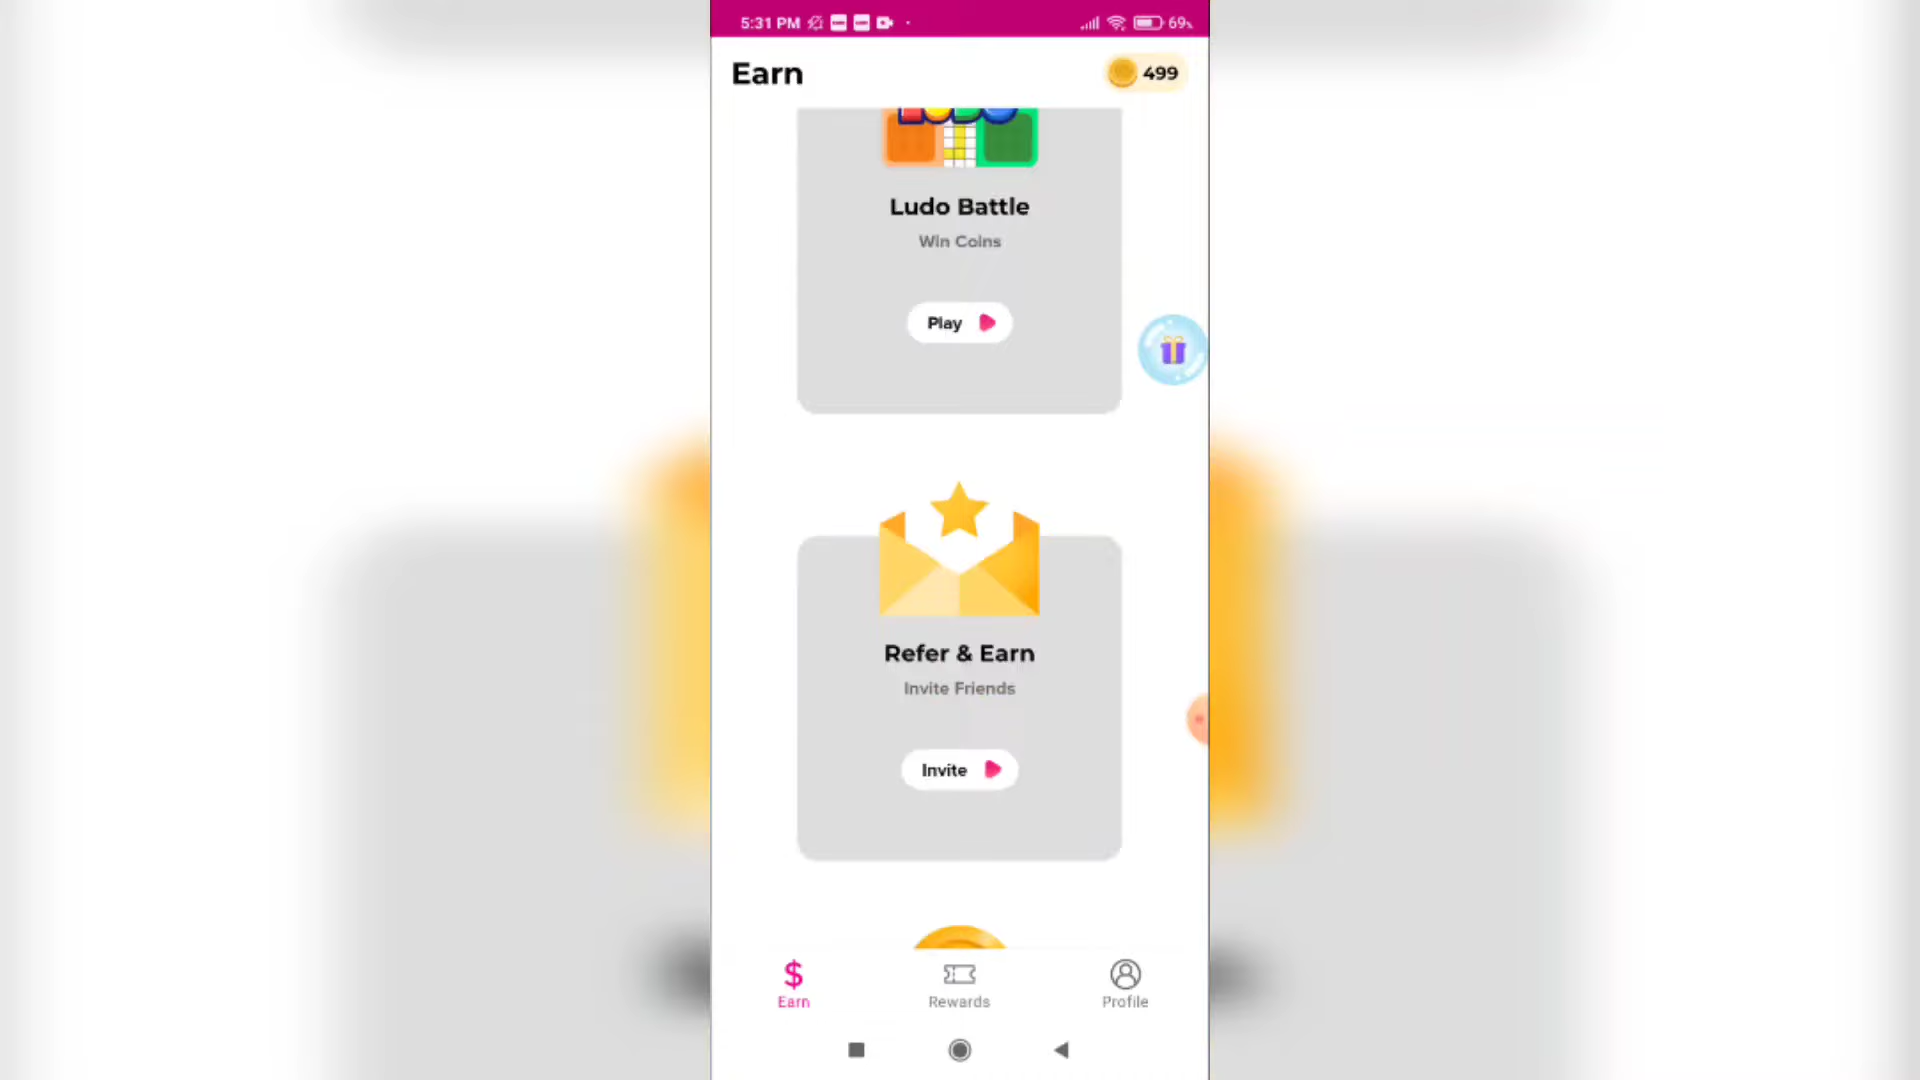 5:31 PM
69%
Earn
499
LUDO
Ludo Battle
Win Coins
Play
Refer & Earn
Invite Friends
Invite
Earn
Rewards
Profile